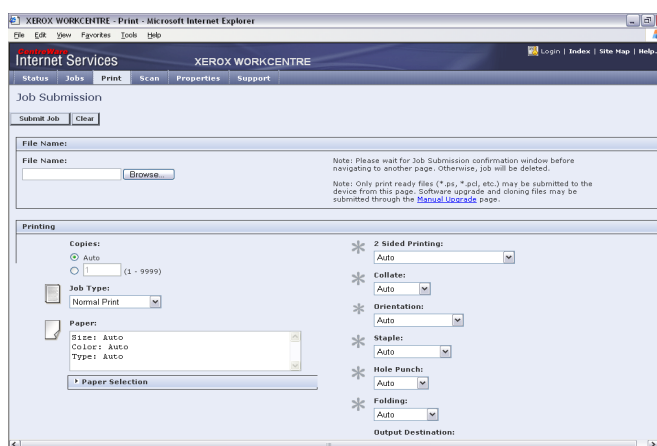 XEROX WORKCENTRE - Print - Microsoft Internet Explorer
File Edit View Favorites Tools Help
CentreWare
Internet Services
XEROX WORKCENTRE
Login | Index | Site Map | Help
Status Jobs Print Scan Properties Support
Job Submission
Submit Job Clear
File Name:
File Name:
Browse...
Note: Please wait for Job Submission confirmation window before
navigating to another page. Otherwise, job will be deleted.
Note: Only print ready files (*.ps, *.pcl, etc.) may be submitted to the
device from this page. Software upgrade and cloning files may be
submitted through the Manual Upgrade page.
Printing
Copies:
Auto
1 (1 - 9999)
Job Type:
Normal Print
Paper:
Size: Auto
Color: Auto
Type: Auto
Paper Selection
2 Sided Printing:
Auto
Collate:
Auto
Orientation:
Auto
Staple:
Auto
Hole Punch:
Auto
Folding:
Auto
Output Destination: